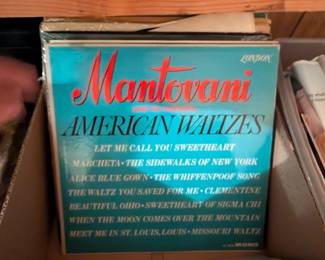 LONDON
Mantovani
AMERICAN WALTZES
LET ME CALL YOU SWEETHEART
MARCHETA • THE SIDEWALKS OF NEW YORK
ALICE BLUE GOWN • THE WHIFFENPOOF SONG
THE WALTZ YOU SAVED FOR ME • CLEMENTINE
BEAUTIFUL OHIO • SWEETHEART OF SIGMA CHI
WHEN THE MOON COMES OVER THE MOUNTAIN
MEET ME IN ST. LOUIS, LOUIS • MISSOURI WALTZ
MONO